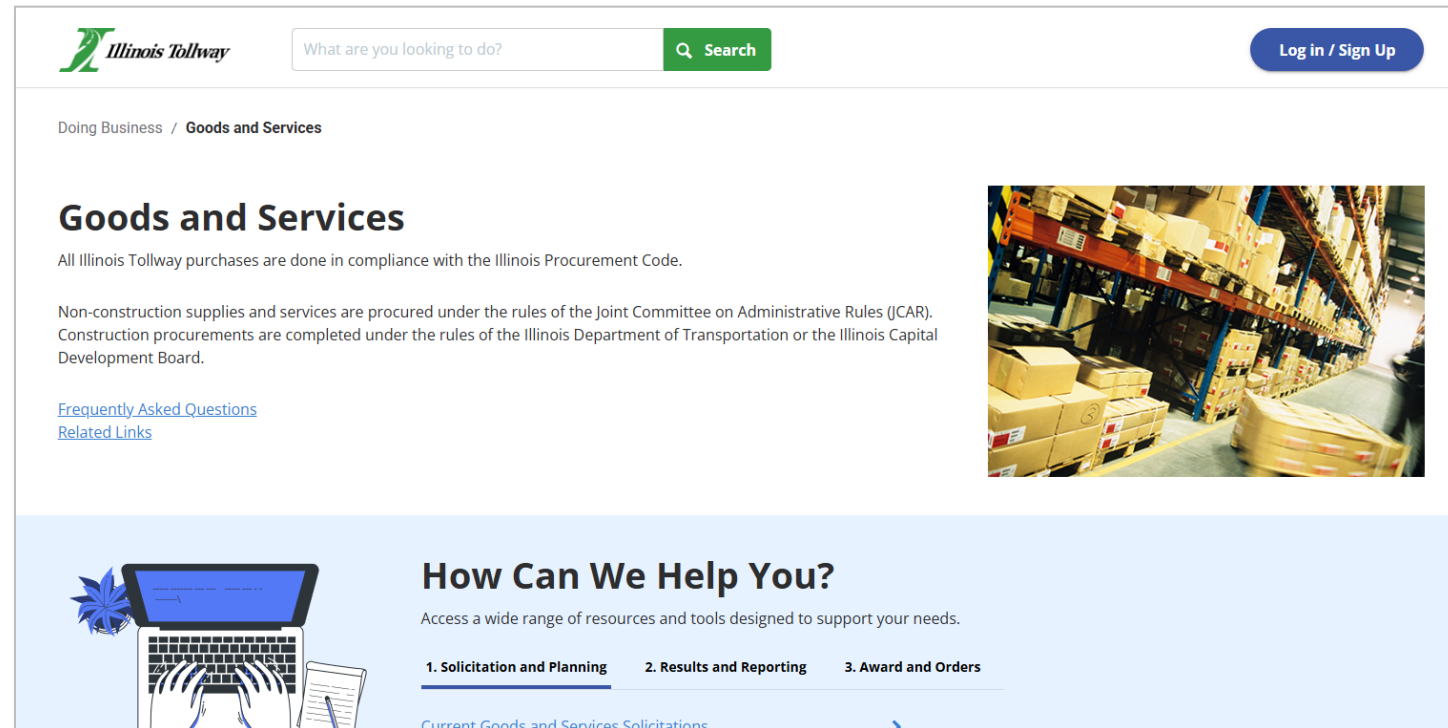 Illinois Tollway
What are you looking to do?
Search
Log in / Sign Up
Doing Business / Goods and Services
Goods and Services
All Illinois Tollway purchases are done in compliance with the Illinois Procurement Code.
Non-construction supplies and services are procured under the rules of the Joint Committee on Administrative Rules (JCAR).
Construction procurements are completed under the rules of the Illinois Department of Transportation or the Illinois Capital
Development Board.
Frequently Asked Questions
Related Links
How Can We Help You?
Access a wide range of resources and tools designed to support your needs.
1. Solicitation and Planning 2. Results and Reporting 3. Award and Orders
Current Goods and Services Solicitations